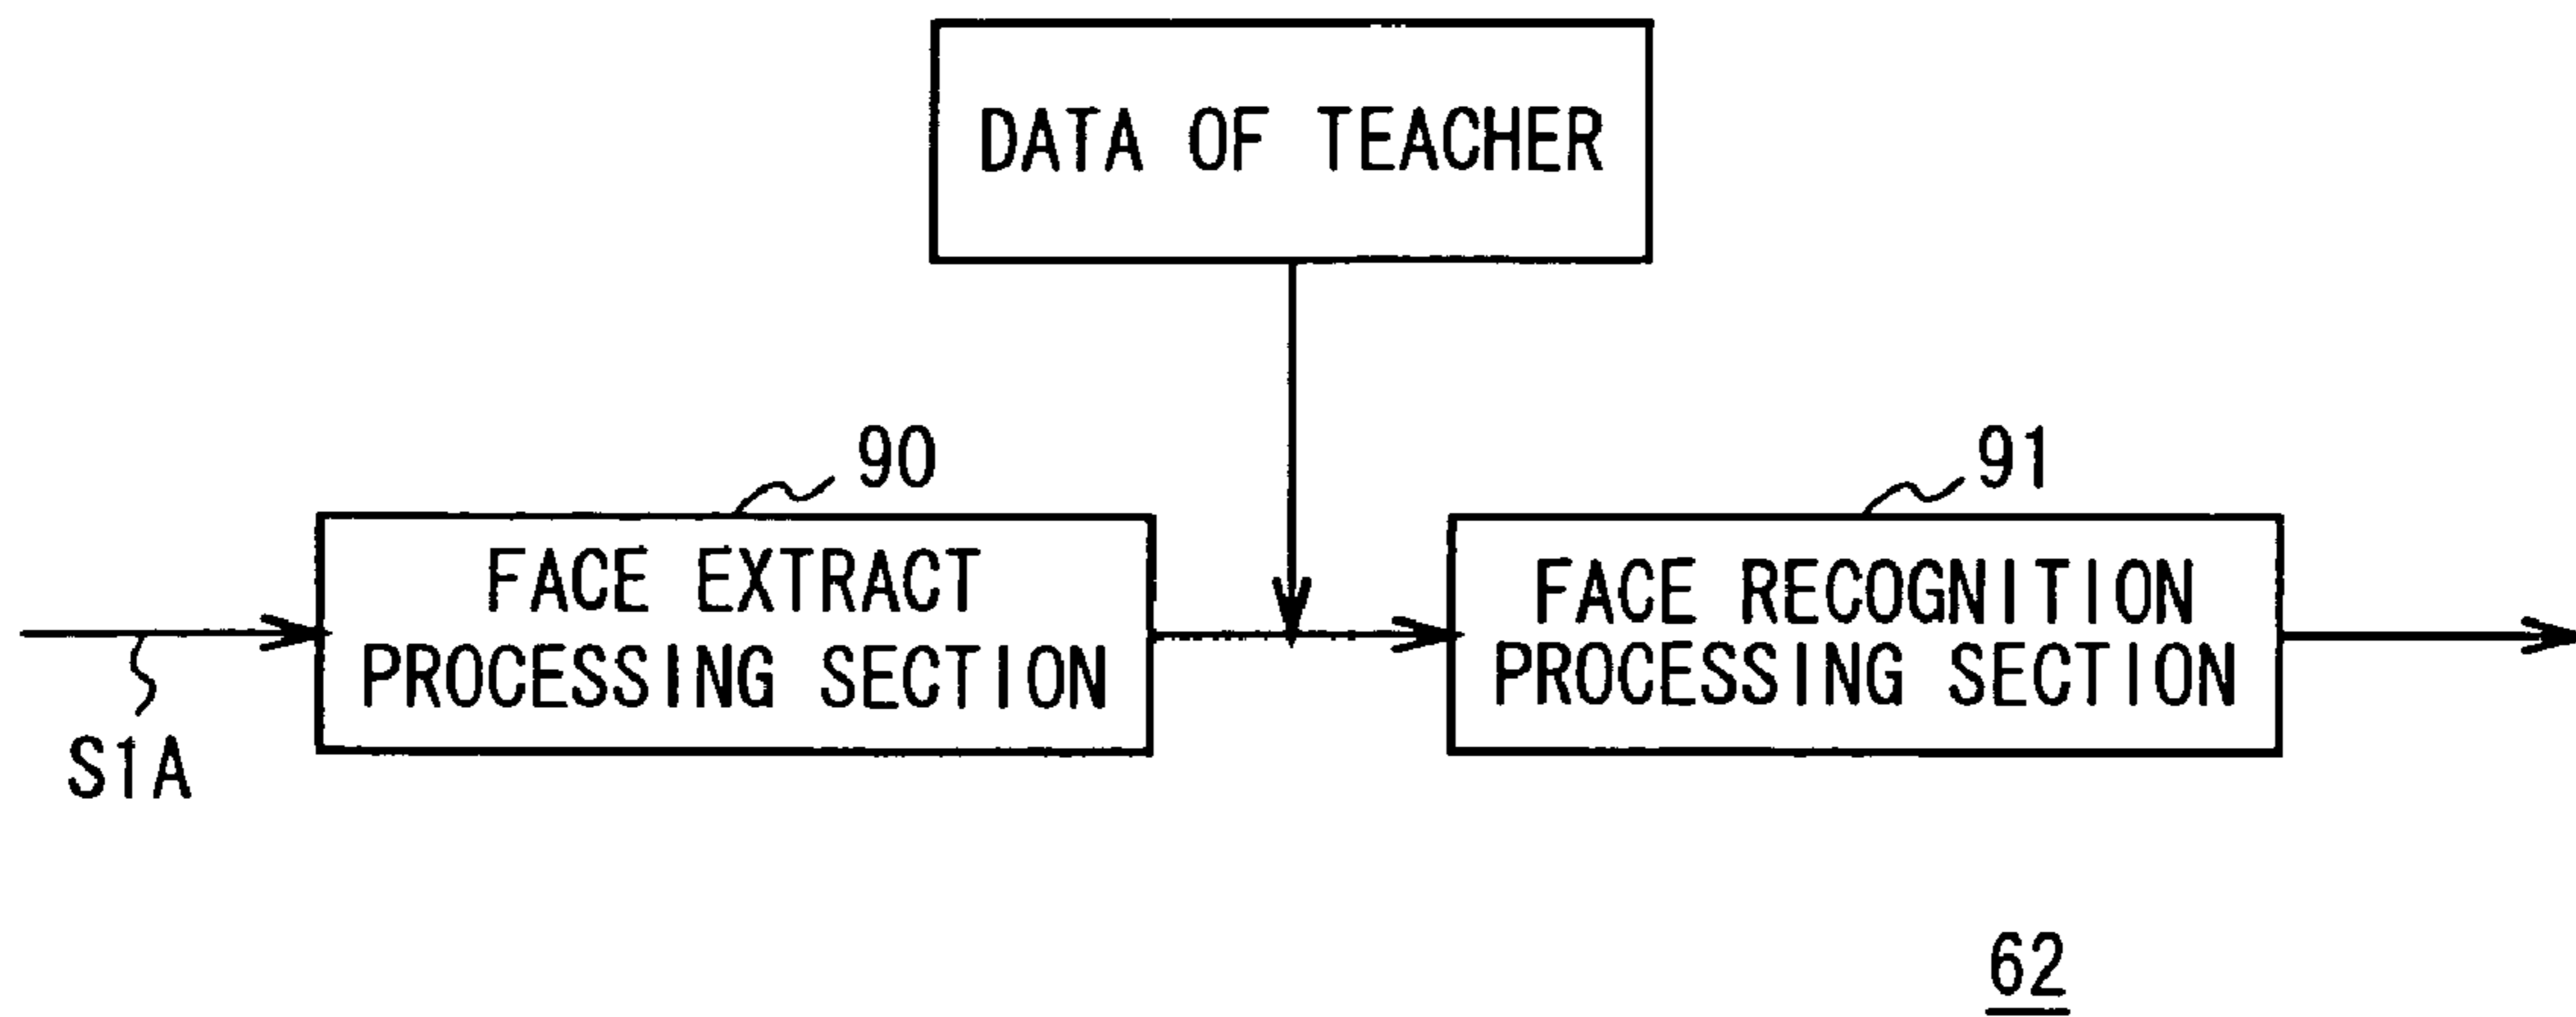 DATA OF TEACHER
90
91
FACE EXTRACT
PROCESSING SECTION
FACE RECOGNITION
PROCESSING SECTION
S1A
62